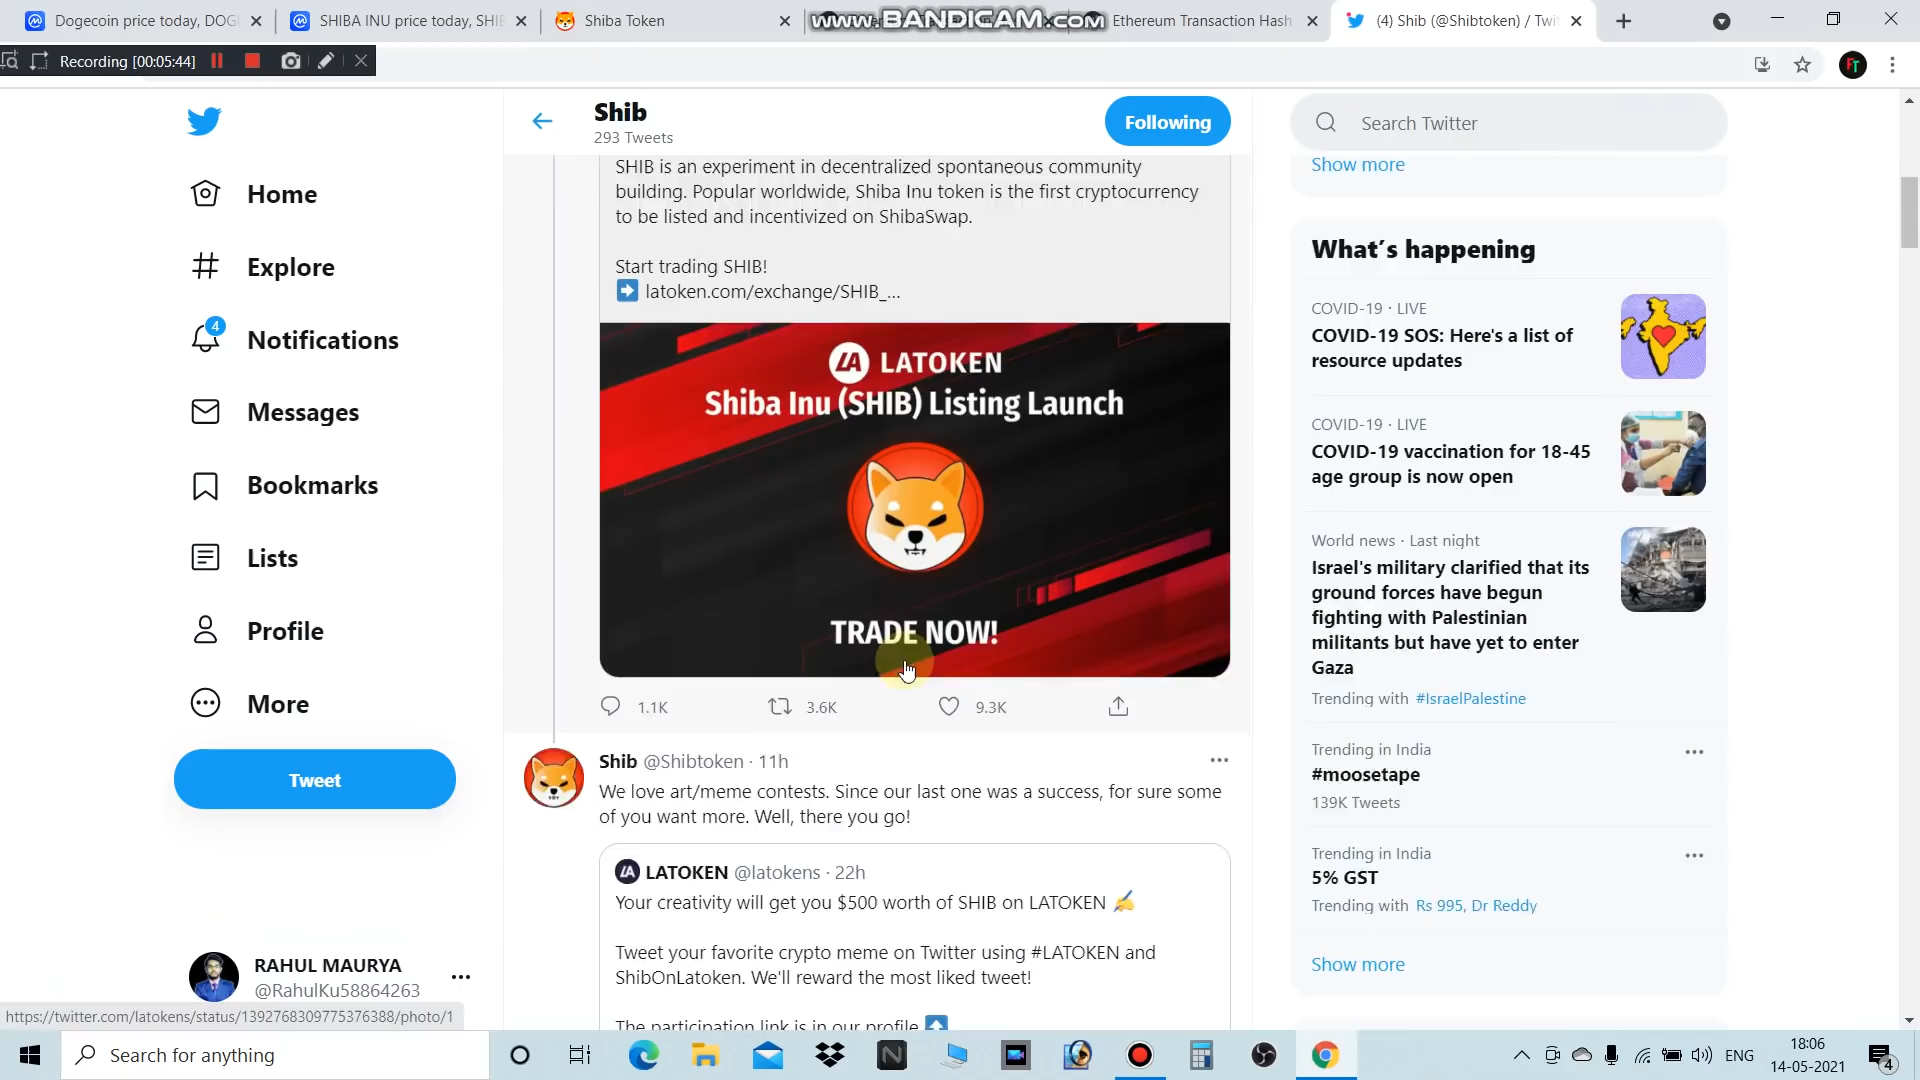 Dogecoin price today, DOG
SHIBA INU price today, SHIB
Shiba Token
www.BANDICAM.com
Ethereum Transaction Hash
(4) Shib (@Shibtoken) / Twi
Recording [00:05:44]
FT
Shib
293 Tweets
Following
Search Twitter
Home
Explore
4
Notifications
Messages
Bookmarks
Lists
Profile
More
Tweet
RAHUL MAURYA
@RahulKu58864263
SHIB is an experiment in decentralized spontaneous community
building. Popular worldwide, Shiba Inu token is the first cryptocurrency
to be listed and incentivized on ShibaSwap.
Start trading SHIB!
➡ latoken.com/exchange/SHIB_...
LA LATOKEN
Shiba Inu (SHIB) Listing Launch
TRADE NOW!
1.1K 3.6K 9.3K
Shib @Shibtoken · 11h
We love art/meme contests. Since our last one was a success, for sure some
of you want more. Well, there you go!
LA LATOKEN @latokens · 22h
Your creativity will get you $500 worth of SHIB on LATOKEN ✍
Tweet your favorite crypto meme on Twitter using #LATOKEN and
ShibOnLatoken. We'll reward the most liked tweet!
The participation link is in our profile ⬆
Show more
What's happening
COVID-19 · LIVE
COVID-19 SOS: Here's a list of
resource updates
COVID-19 · LIVE
COVID-19 vaccination for 18-45
age group is now open
World news · Last night
Israel's military clarified that its
ground forces have begun
fighting with Palestinian
militants but have yet to enter
Gaza
Trending with #IsraelPalestine
Trending in India
#moosetape
139K Tweets
Trending in India
5% GST
Trending with Rs 995, Dr Reddy
Show more
https://twitter.com/latokens/status/1392768309775376388/photo/1
Search for anything
ENG
18:06
14-05-2021
4